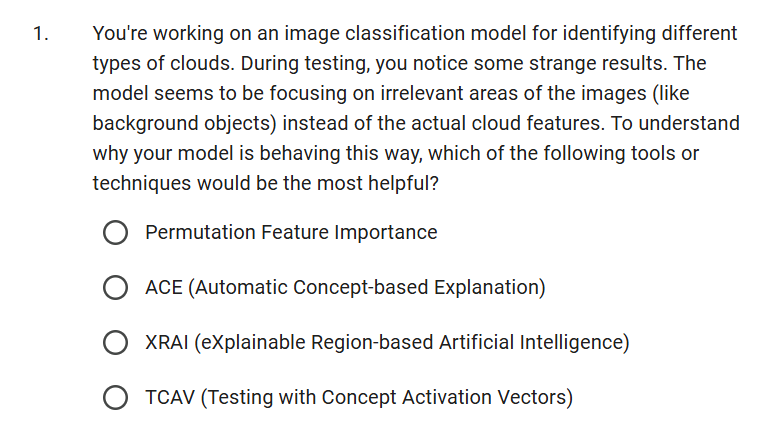 1. You're working on an image classification model for identifying different
types of clouds. During testing, you notice some strange results. The
model seems to be focusing on irrelevant areas of the images (like
background objects) instead of the actual cloud features. To understand
why your model is behaving this way, which of the following tools or
techniques would be the most helpful?
Permutation Feature Importance
ACE (Automatic Concept-based Explanation)
XRAI (eXplainable Region-based Artificial Intelligence)
TCAV (Testing with Concept Activation Vectors)